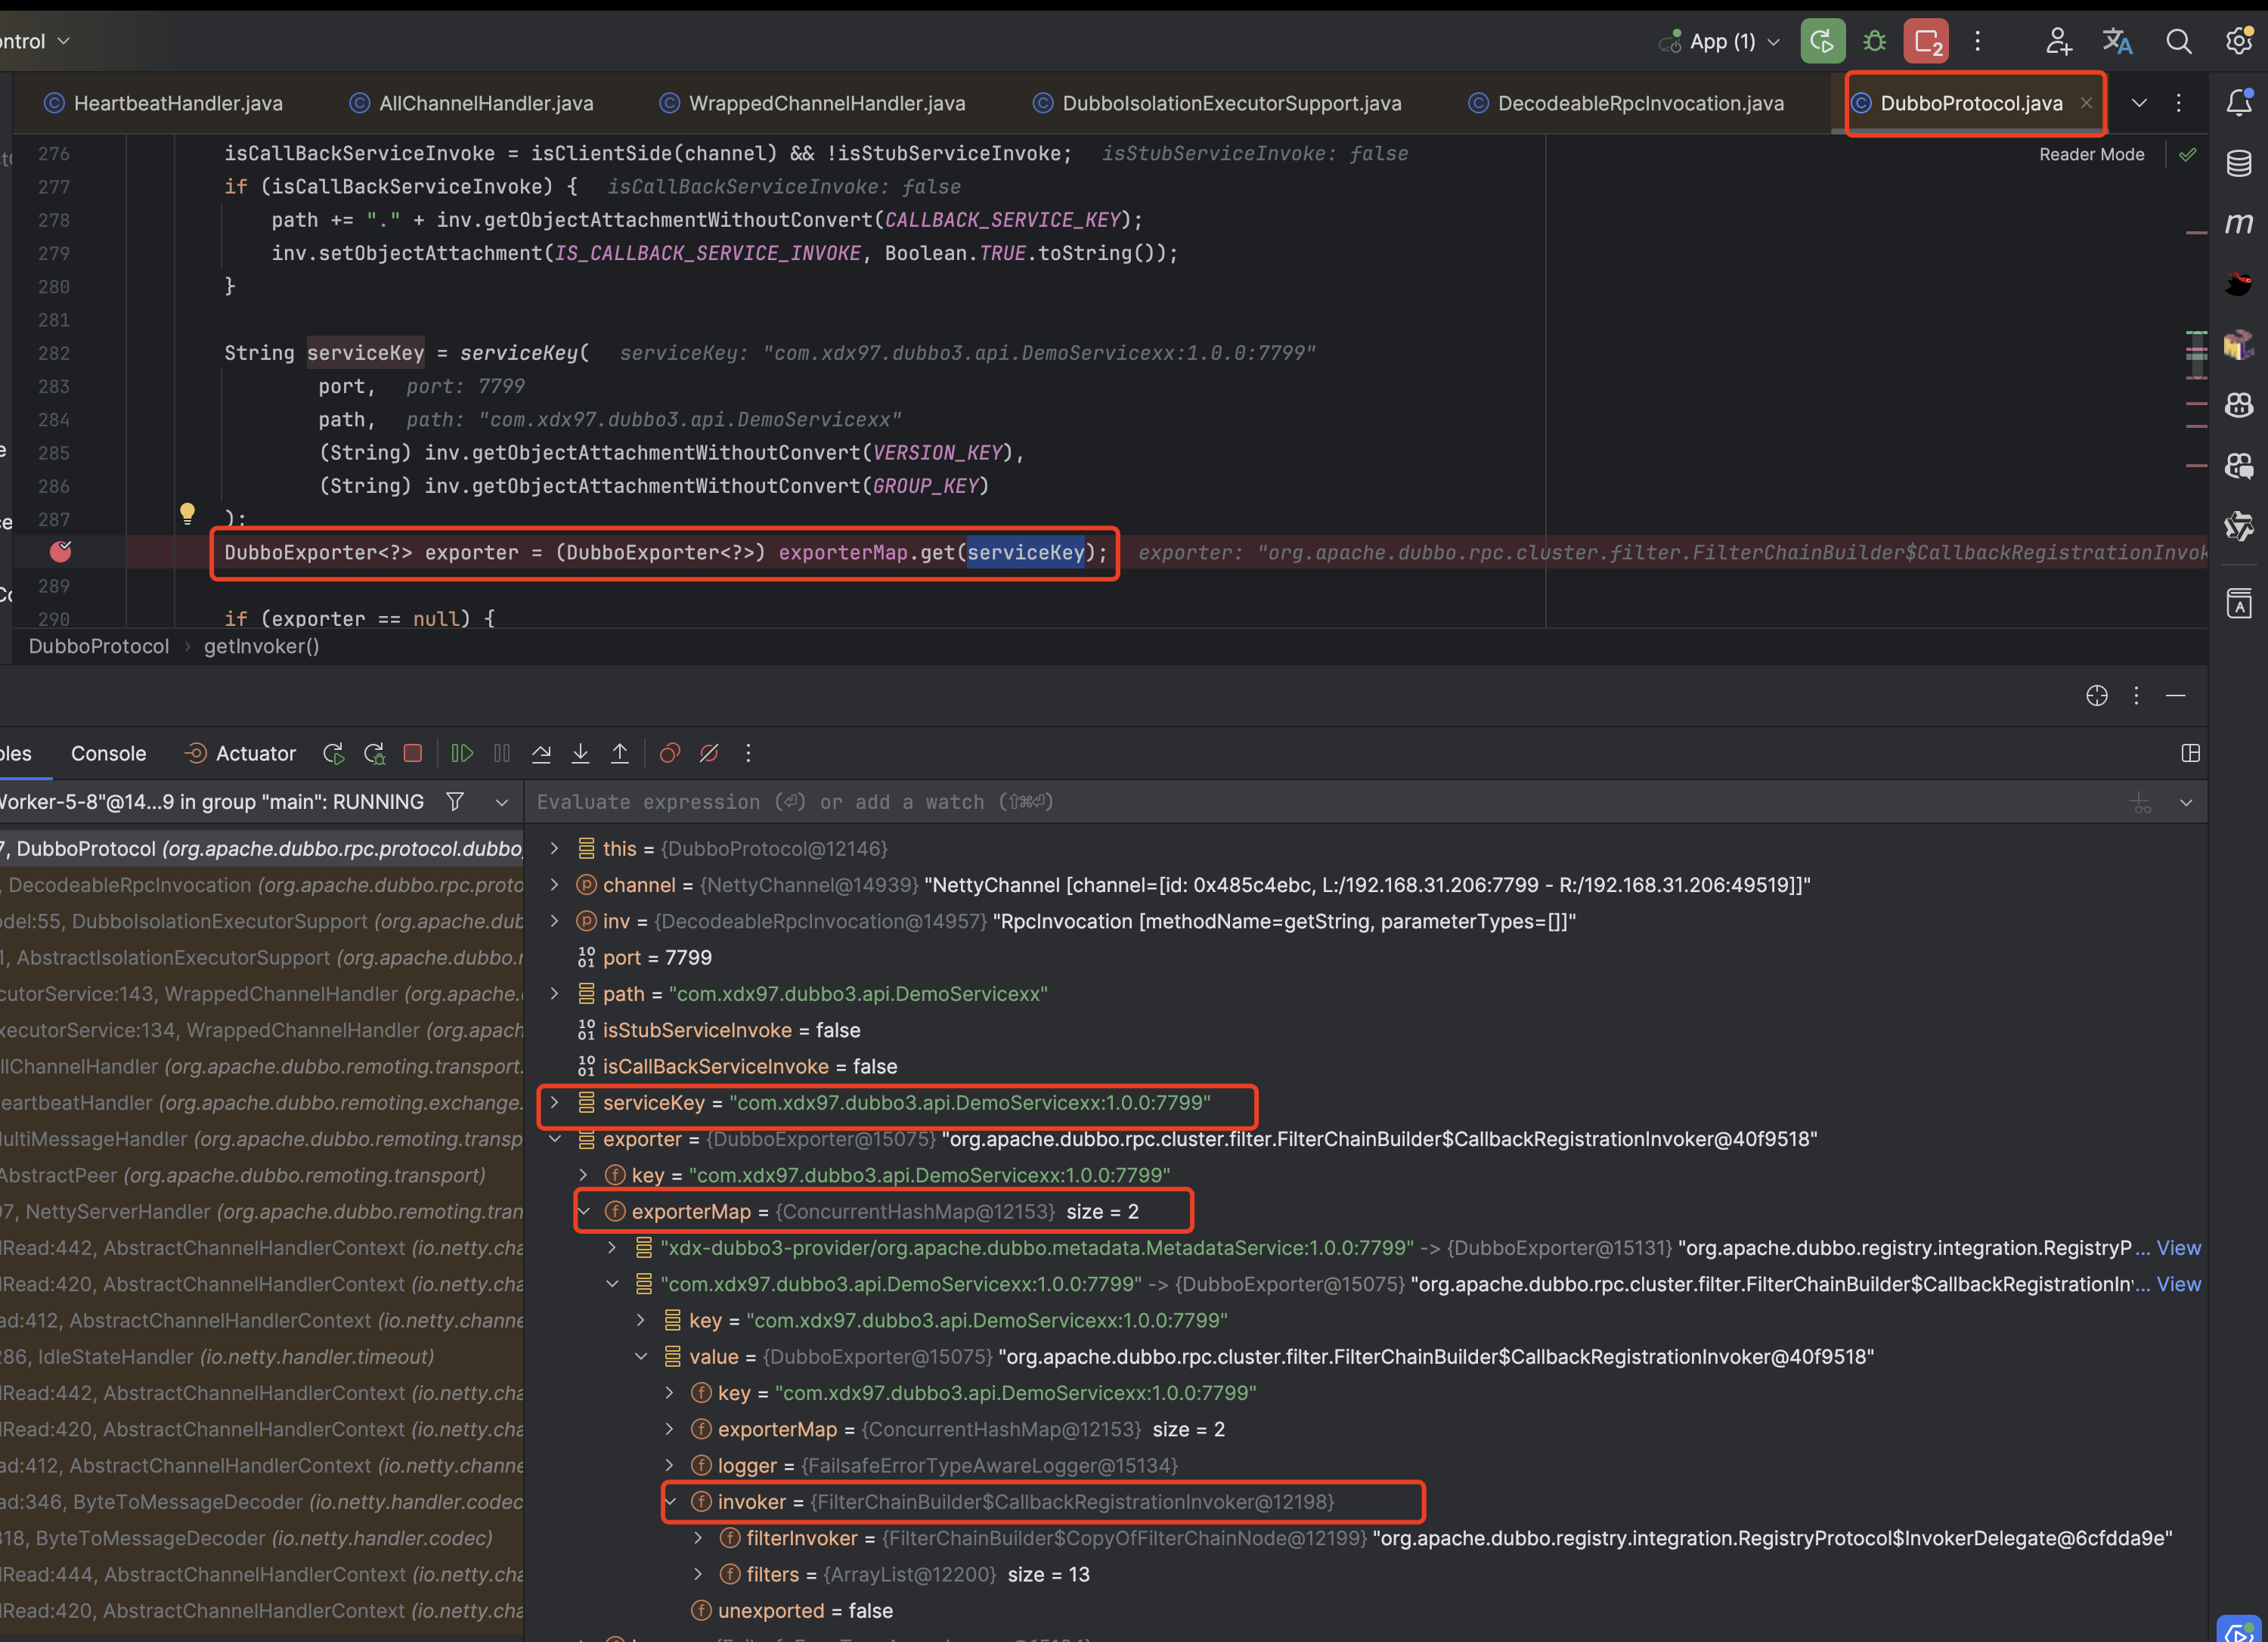 ontrol
App (1)
2
HeartbeatHandler.java
AllChannelHandler.java
WrappedChannelHandler.java
DubboIsolationExecutorSupport.java
DecodeableRpcInvocation.java
DubboProtocol.java
Reader Mode
276 isCallBackServiceInvoke = isClientSide(channel) && !isStubServiceInvoke; isStubServiceInvoke: false
277 if (isCallBackServiceInvoke) { isCallBackServiceInvoke: false
278 path += "." + inv.getObjectAttachmentWithoutConvert(CALLBACK_SERVICE_KEY);
279 inv.setObjectAttachment(IS_CALLBACK_SERVICE_INVOKE, Boolean.TRUE.toString());
280 }
281
282 String serviceKey = serviceKey( serviceKey: "com.xdx97.dubbo3.api.DemoServicexx:1.0.0:7799"
283 port, port: 7799
284 path, path: "com.xdx97.dubbo3.api.DemoServicexx"
285 (String) inv.getObjectAttachmentWithoutConvert(VERSION_KEY),
286 (String) inv.getObjectAttachmentWithoutConvert(GROUP_KEY)
287 );
DubboExporter<?> exporter = (DubboExporter<?>) exporterMap.get(serviceKey); exporter: "org.apache.dubbo.rpc.cluster.filter.FilterChainBuilder$CallbackRegistrationInvok
289
290 if (exporter == null) {
DubboProtocol › getInvoker()
Console
Actuator
Worker-5-8"@14...9 in group "main": RUNNING
Evaluate expression (⏎) or add a watch (⇧⌘⏎)
7, DubboProtocol (org.apache.dubbo.rpc.protocol.dubbo
, DecodeableRpcInvocation (org.apache.dubbo.rpc.proto
odel:55, DubboIsolationExecutorSupport (org.apache.dub
1, AbstractIsolationExecutorSupport (org.apache.dubbo.r
cutorService:143, WrappedChannelHandler (org.apache.
xecutorService:134, WrappedChannelHandler (org.apach
llChannelHandler (org.apache.dubbo.remoting.transport.
eartbeatHandler (org.apache.dubbo.remoting.exchange.
MultiMessageHandler (org.apache.dubbo.remoting.transp
AbstractPeer (org.apache.dubbo.remoting.transport)
97, NettyServerHandler (org.apache.dubbo.remoting.tran
lRead:442, AbstractChannelHandlerContext (io.netty.cha
lRead:420, AbstractChannelHandlerContext (io.netty.cha
ad:412, AbstractChannelHandlerContext (io.netty.channe
286, IdleStateHandler (io.netty.handler.timeout)
lRead:442, AbstractChannelHandlerContext (io.netty.cha
lRead:420, AbstractChannelHandlerContext (io.netty.cha
ad:412, AbstractChannelHandlerContext (io.netty.channe
ad:346, ByteToMessageDecoder (io.netty.handler.codec
318, ByteToMessageDecoder (io.netty.handler.codec)
lRead:444, AbstractChannelHandlerContext (io.netty.cha
lRead:420, AbstractChannelHandlerContext (io.netty.cha
this = {DubboProtocol@12146}
channel = {NettyChannel@14939} "NettyChannel [channel=[id: 0x485c4ebc, L:/192.168.31.206:7799 - R:/192.168.31.206:49519]]"
inv = {DecodeableRpcInvocation@14957} "RpcInvocation [methodName=getString, parameterTypes=[]]"
port = 7799
path = "com.xdx97.dubbo3.api.DemoServicexx"
isStubServiceInvoke = false
isCallBackServiceInvoke = false
serviceKey = "com.xdx97.dubbo3.api.DemoServicexx:1.0.0:7799"
exporter = {DubboExporter@15075} "org.apache.dubbo.rpc.cluster.filter.FilterChainBuilder$CallbackRegistrationInvoker@40f9518"
key = "com.xdx97.dubbo3.api.DemoServicexx:1.0.0:7799"
exporterMap = {ConcurrentHashMap@12153} size = 2
"xdx-dubbo3-provider/org.apache.dubbo.metadata.MetadataService:1.0.0:7799" -> {DubboExporter@15131} "org.apache.dubbo.registry.integration.RegistryP... View
"com.xdx97.dubbo3.api.DemoServicexx:1.0.0:7799" -> {DubboExporter@15075} "org.apache.dubbo.rpc.cluster.filter.FilterChainBuilder$CallbackRegistrationIn... View
key = "com.xdx97.dubbo3.api.DemoServicexx:1.0.0:7799"
value = {DubboExporter@15075} "org.apache.dubbo.rpc.cluster.filter.FilterChainBuilder$CallbackRegistrationInvoker@40f9518"
key = "com.xdx97.dubbo3.api.DemoServicexx:1.0.0:7799"
exporterMap = {ConcurrentHashMap@12153} size = 2
logger = {FailsafeErrorTypeAwareLogger@15134}
invoker = {FilterChainBuilder$CallbackRegistrationInvoker@12198}
filterInvoker = {FilterChainBuilder$CopyOfFilterChainNode@12199} "org.apache.dubbo.registry.integration.RegistryProtocol$InvokerDelegate@6cfdda9e"
filters = {ArrayList@12200} size = 13
unexported = false